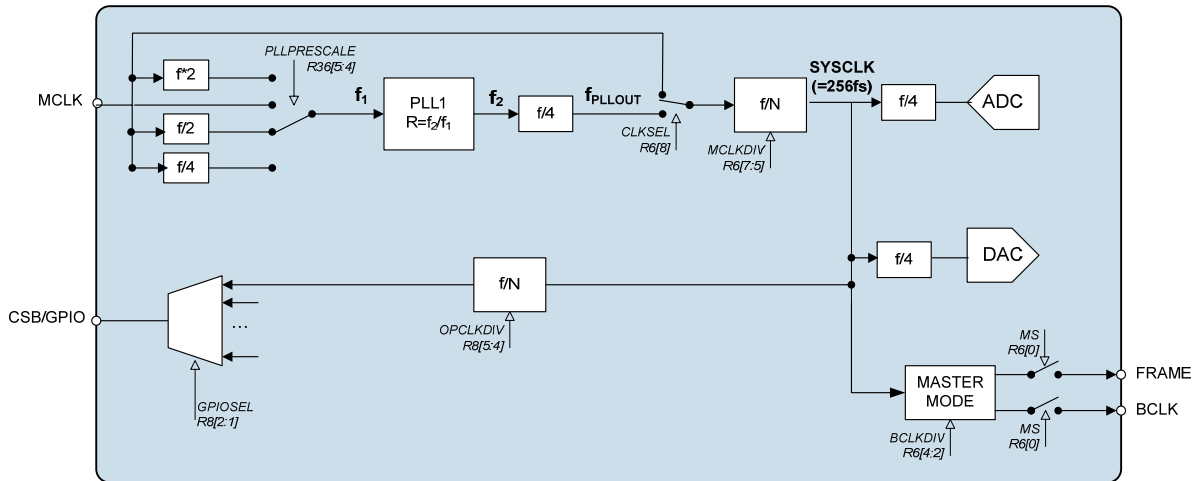 PLLPRESCALE
R36[5:4]
f*2
MCLK
f/2
f/4
f1
PLL1
R=f2/f1
f2
f/4
fPLLOUT
CLKSEL
R6[8]
f/N
MCLKDIV
R6[7:5]
SYSCLK
(=256fs)
f/4
ADC
f/4
DAC
f/N
OPCLKDIV
R8[5:4]
CSB/GPIO
...
GPIOSEL
R8[2:1]
MASTER
MODE
BCLKDIV
R6[4:2]
MS
R6[0]
FRAME
BCLK
MS
R6[0]